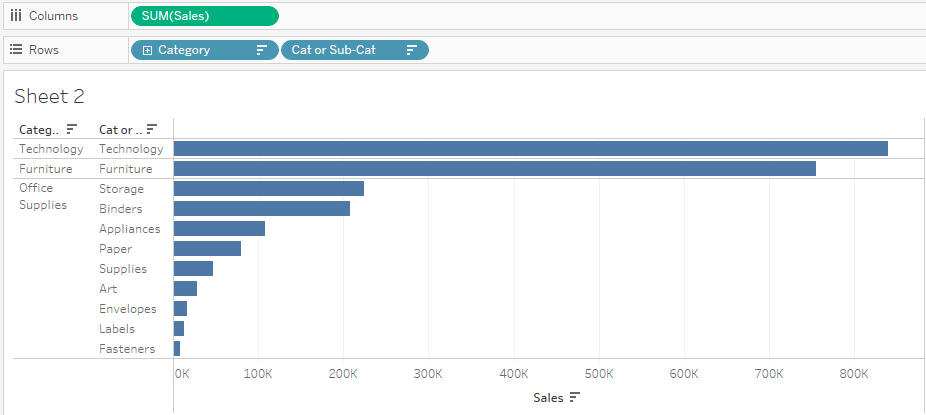 Columns SUM(Sales)
Rows Category Cat or Sub-Cat
Sheet 2
Categ.. Cat or ..
Technology Technology
Furniture Furniture
Office Supplies Storage
Binders
Appliances
Paper
Supplies
Art
Envelopes
Labels
Fasteners
0K 100K 200K 300K 400K 500K 600K 700K 800K
Sales